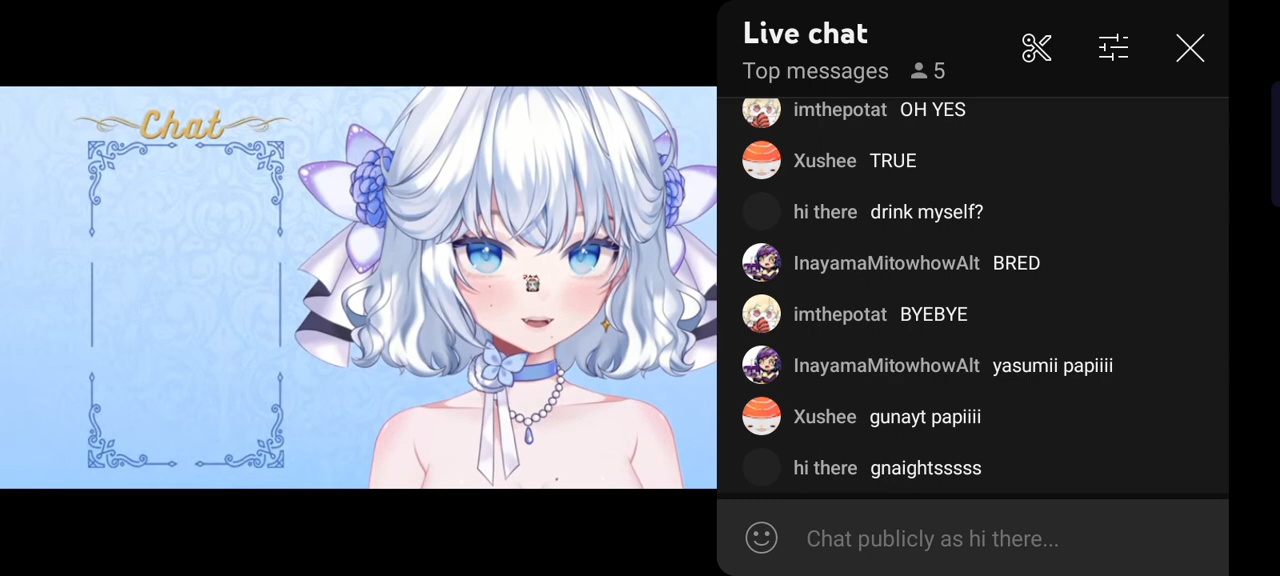 Chat
Live chat
Top messages 5
imthepotat OH YES
Xushee TRUE
hi there drink myself?
InayamaMitowhowAlt BRED
imthepotat BYEBYE
InayamaMitowhowAlt yasumii papiiii
Xushee gunayt papiiii
hi there gnaightsssss
Chat publicly as hi there...